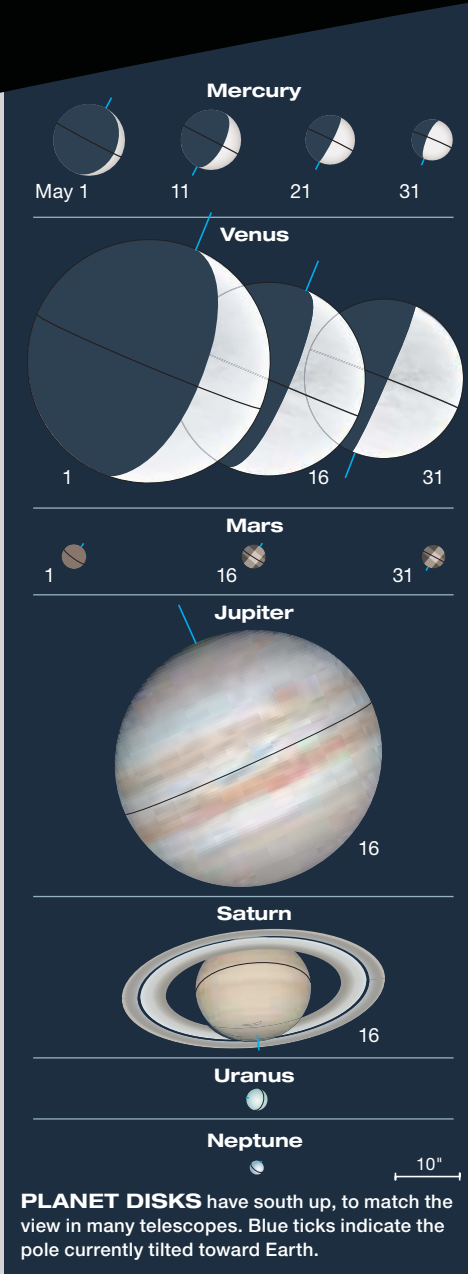 Mercury
May 1 11 21 31
Venus
1 16 31
Mars
1 16 31
Jupiter
16
Saturn
16
Uranus
Neptune
10"
PLANET DISKS have south up, to match the
view in many telescopes. Blue ticks indicate the
pole currently tilted toward Earth.